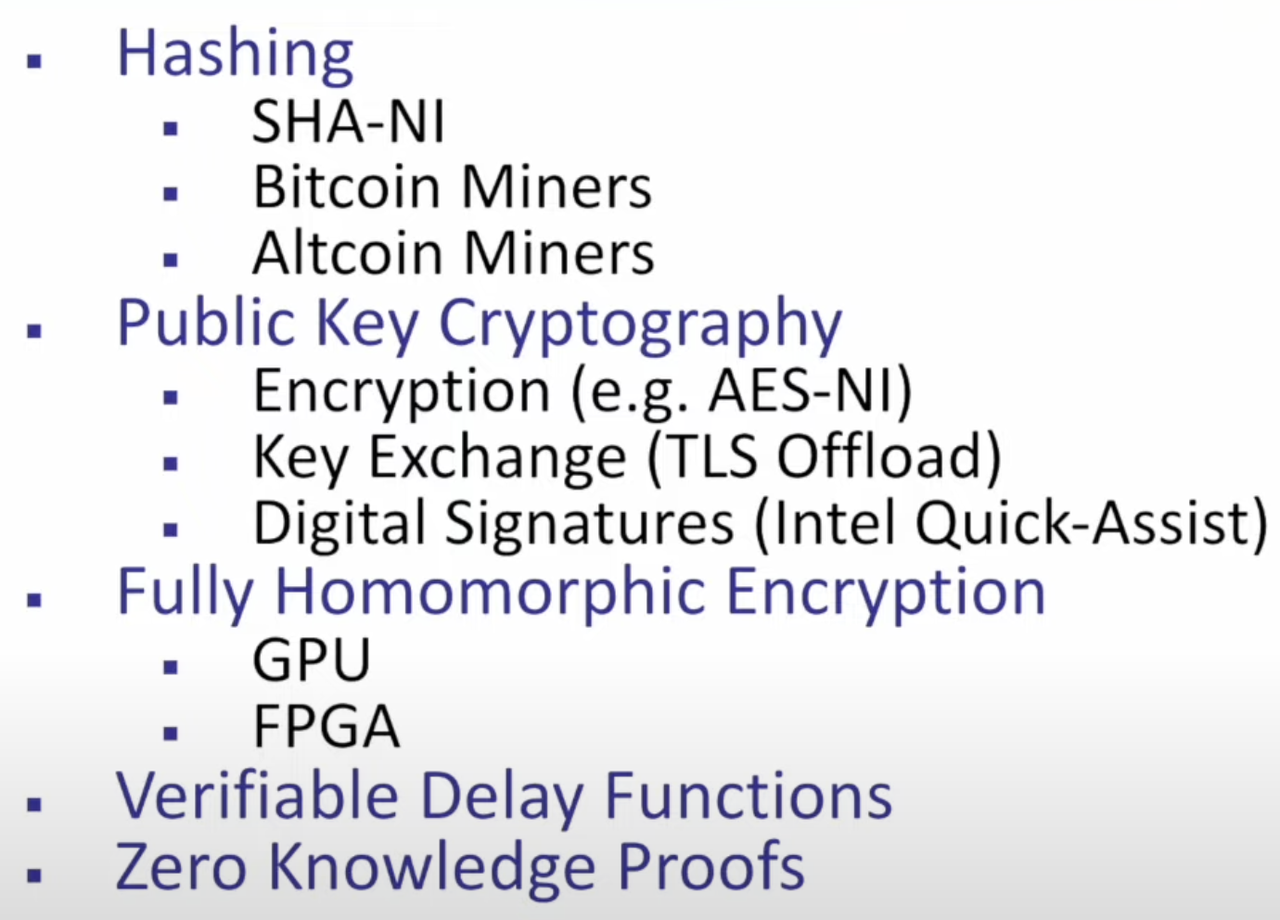 Hashing
SHA-NI
Bitcoin Miners
Altcoin Miners
Public Key Cryptography
Encryption (e.g. AES-NI)
Key Exchange (TLS Offload)
Digital Signatures (Intel Quick-Assist)
Fully Homomorphic Encryption
GPU
FPGA
Verifiable Delay Functions
Zero Knowledge Proofs